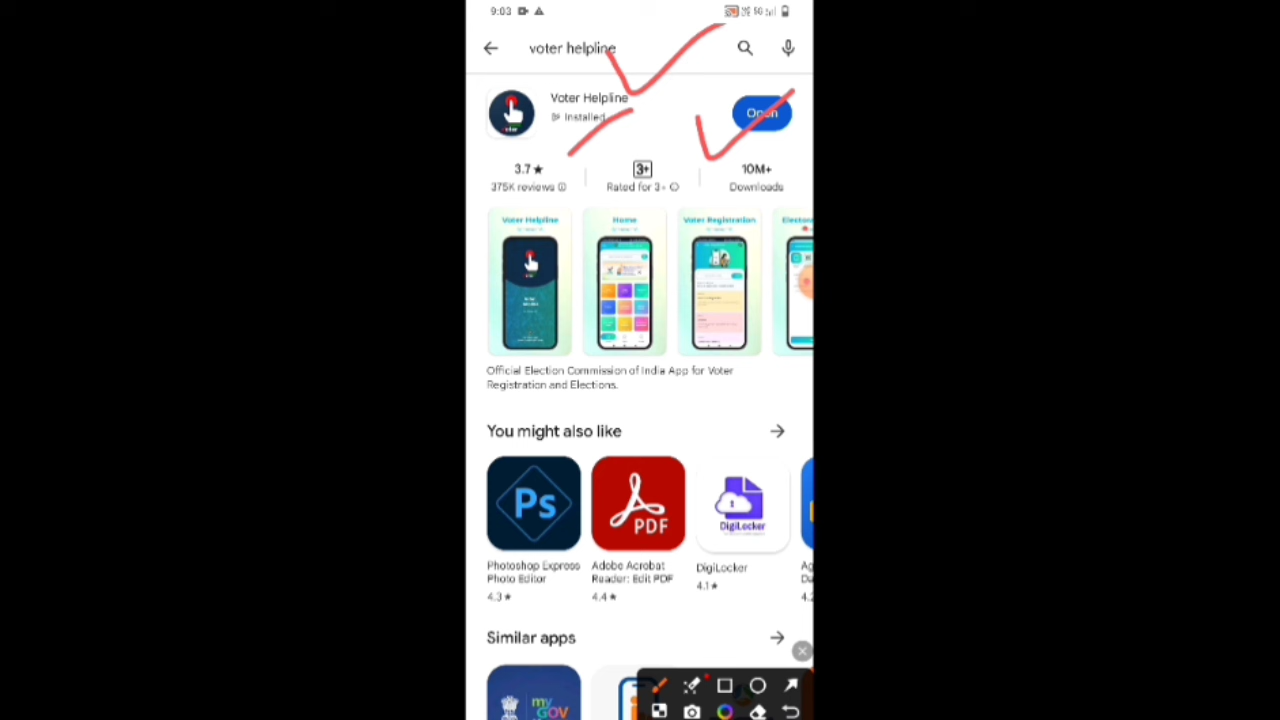 9:03
voter helpline
Voter Helpline
Installed
Open
3.7★
375K reviews
3+
Rated for 3+
10M+
Downloads
Voter Helpline
Home
Voter Registration
Official Election Commission of India App for Voter
Registration and Elections.
You might also like
Ps
PDF
DigiLocker
Photoshop Express
Photo Editor
4.3★
Adobe Acrobat
Reader: Edit PDF
4.4★
DigiLocker
4.1★
Similar apps
my
GOV